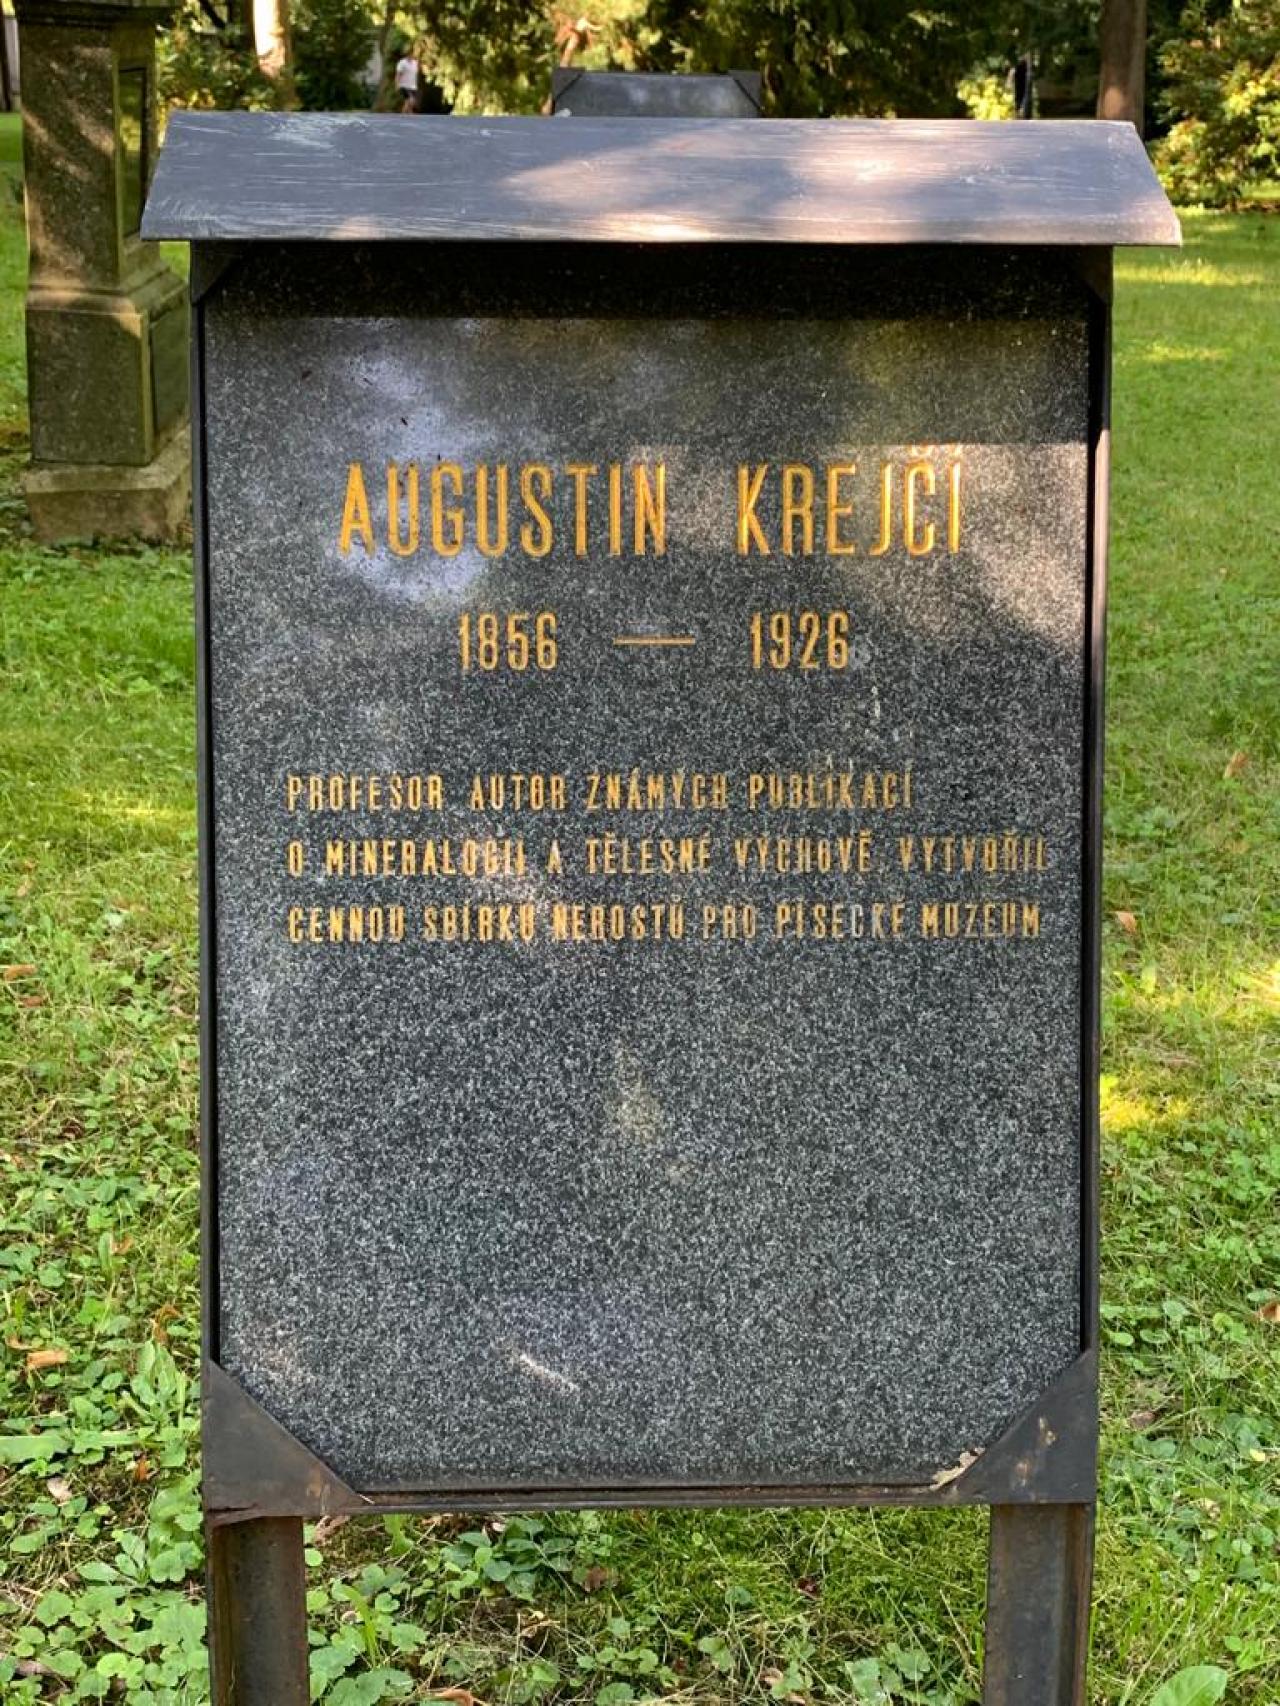 AUGUSTIN KREJČÍ
1856 — 1926
PROFESOR AUTOR ZNÁMÝCH PUBLIKACÍ
O MINERALOGII A TĚLESNÉ VÝCHOVĚ, VYTVOŘIL
CENNOU SBÍRKU NEROSTŮ PRO PÍSECKÉ MUZEUM